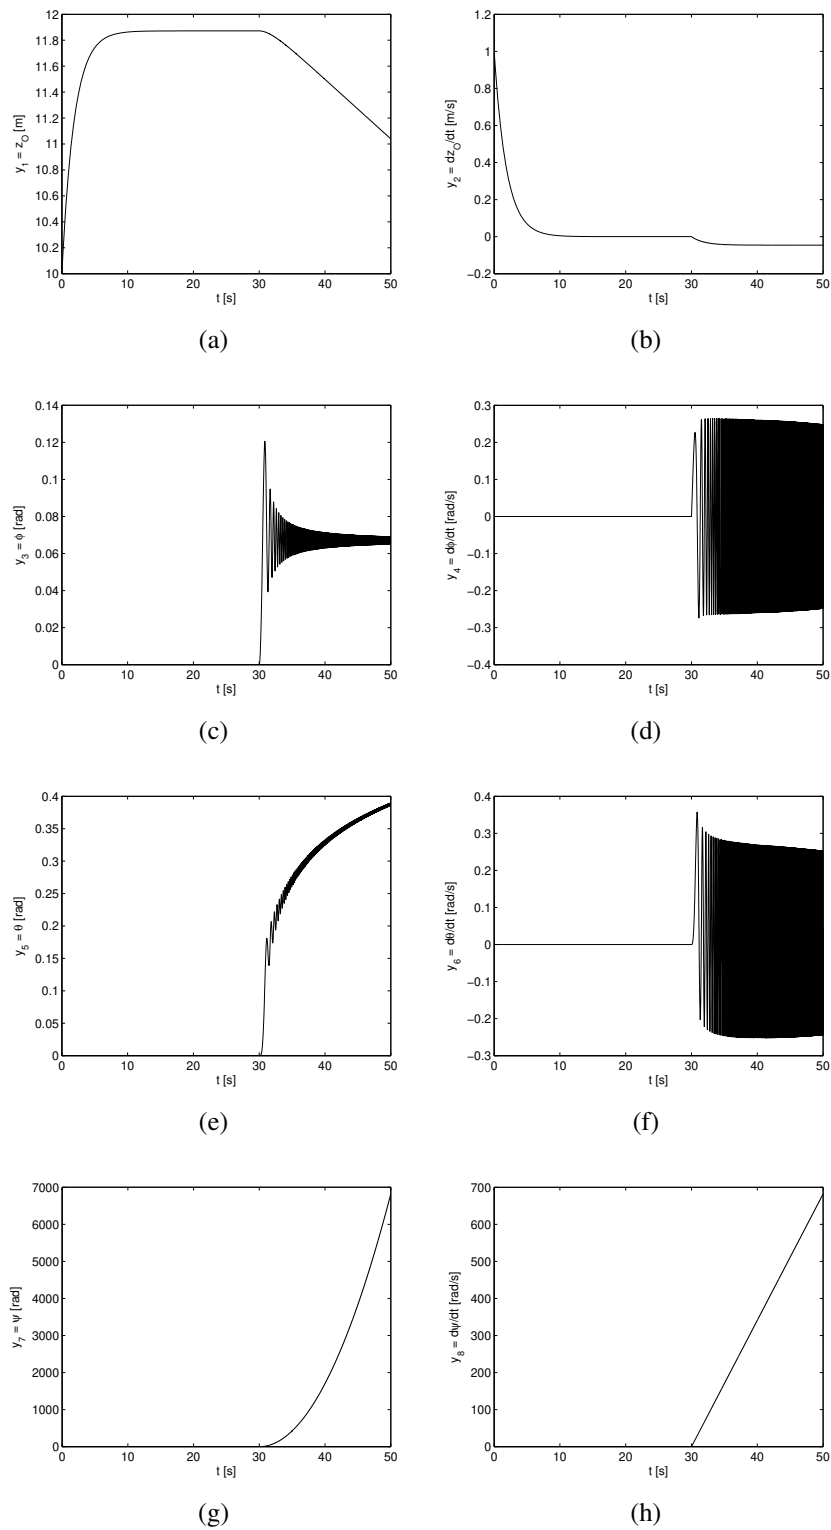 12
11.8
11.6
11.4
11.2
11
10.8
10.6
10.4
10.2
10
y1 = zO [m]
0 10 20 30 40 50
t [s]
(a)
1.2
1
0.8
0.6
0.4
0.2
0
−0.2
y2 = dzO/dt [m/s]
0 10 20 30 40 50
t [s]
(b)
0.14
0.12
0.1
0.08
0.06
0.04
0.02
0
y3 = ϕ [rad]
0 10 20 30 40 50
t [s]
(c)
0.3
0.2
0.1
0
−0.1
−0.2
−0.3
−0.4
y4 = dϕ/dt [rad/s]
0 10 20 30 40 50
t [s]
(d)
0.4
0.35
0.3
0.25
0.2
0.15
0.1
0.05
0
y5 = θ [rad]
0 10 20 30 40 50
t [s]
(e)
0.4
0.3
0.2
0.1
0
−0.1
−0.2
−0.3
y6 = dθ/dt [rad/s]
0 10 20 30 40 50
t [s]
(f)
7000
6000
5000
4000
3000
2000
1000
0
y7 = ψ [rad]
0 10 20 30 40 50
t [s]
(g)
700
600
500
400
300
200
100
0
y8 = dψ/dt [rad/s]
0 10 20 30 40 50
t [s]
(h)